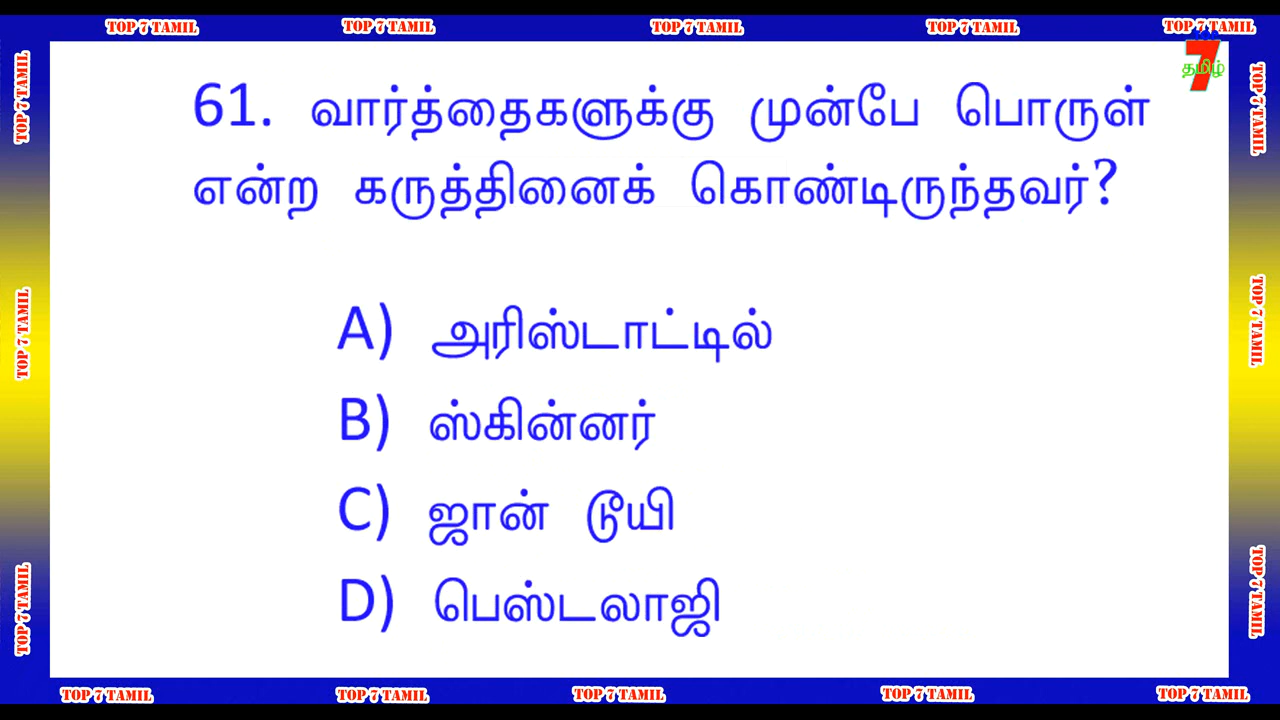 TOP 7 TAMIL TOP 7 TAMIL TOP 7 TAMIL TOP 7 TAMIL TOP 7 TAMIL
7
தமிழ்
61. வார்த்தைகளுக்கு முன்பே பொருள்
என்ற கருத்தினைக் கொண்டிருந்தவர்?
A) அரிஸ்டாட்டில்
B) ஸ்கின்னர்
C) ஜான் டூயி
D) பெஸ்டலாஜி
TOP 7 TAMIL
TOP 7 TAMIL
TOP 7 TAMIL
TOP 7 TAMIL
TOP 7 TAMIL
TOP 7 TAMIL
TOP 7 TAMIL TOP 7 TAMIL TOP 7 TAMIL TOP 7 TAMIL TOP 7 TAMIL